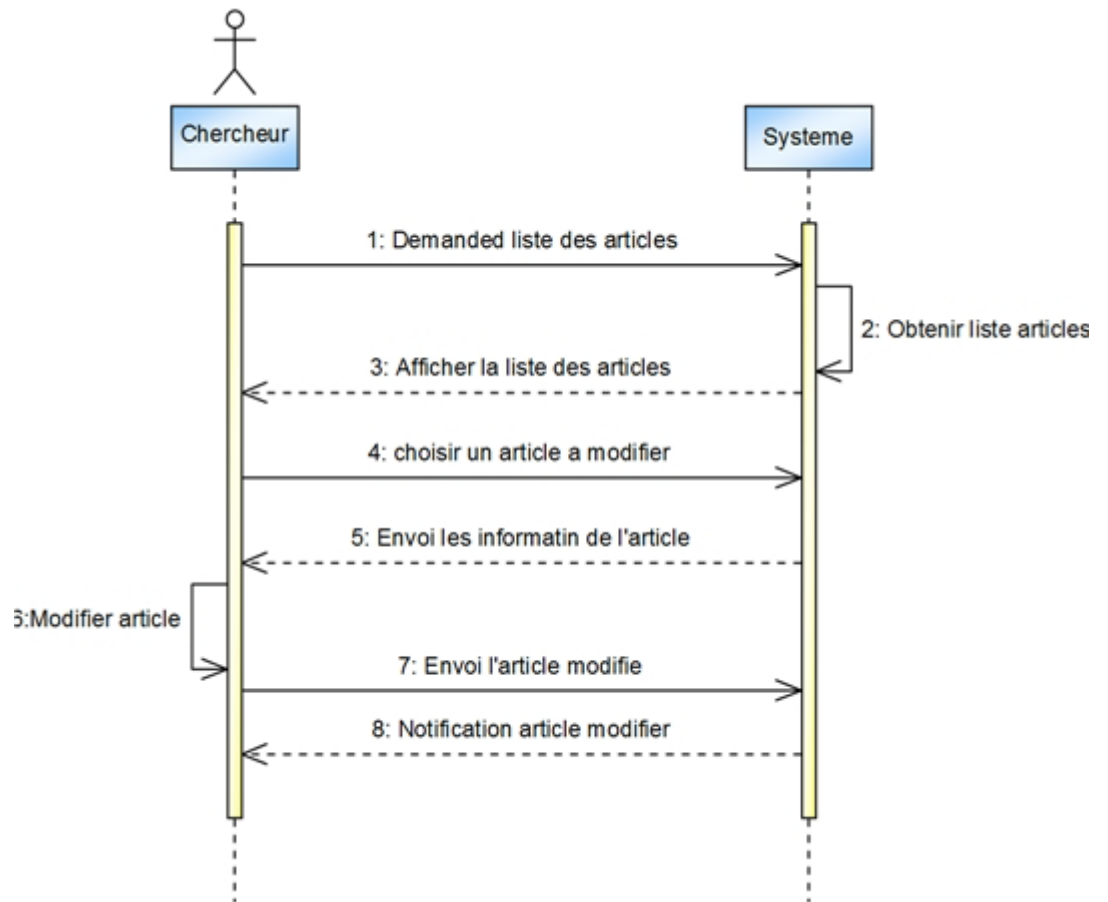 Chercheur
Systeme
1: Demanded liste des articles
2: Obtenir liste articles
3: Afficher la liste des articles
4: choisir un article a modifier
5: Envoi les informatin de l'article
6:Modifier article
7: Envoi l'article modifie
8: Notification article modifier